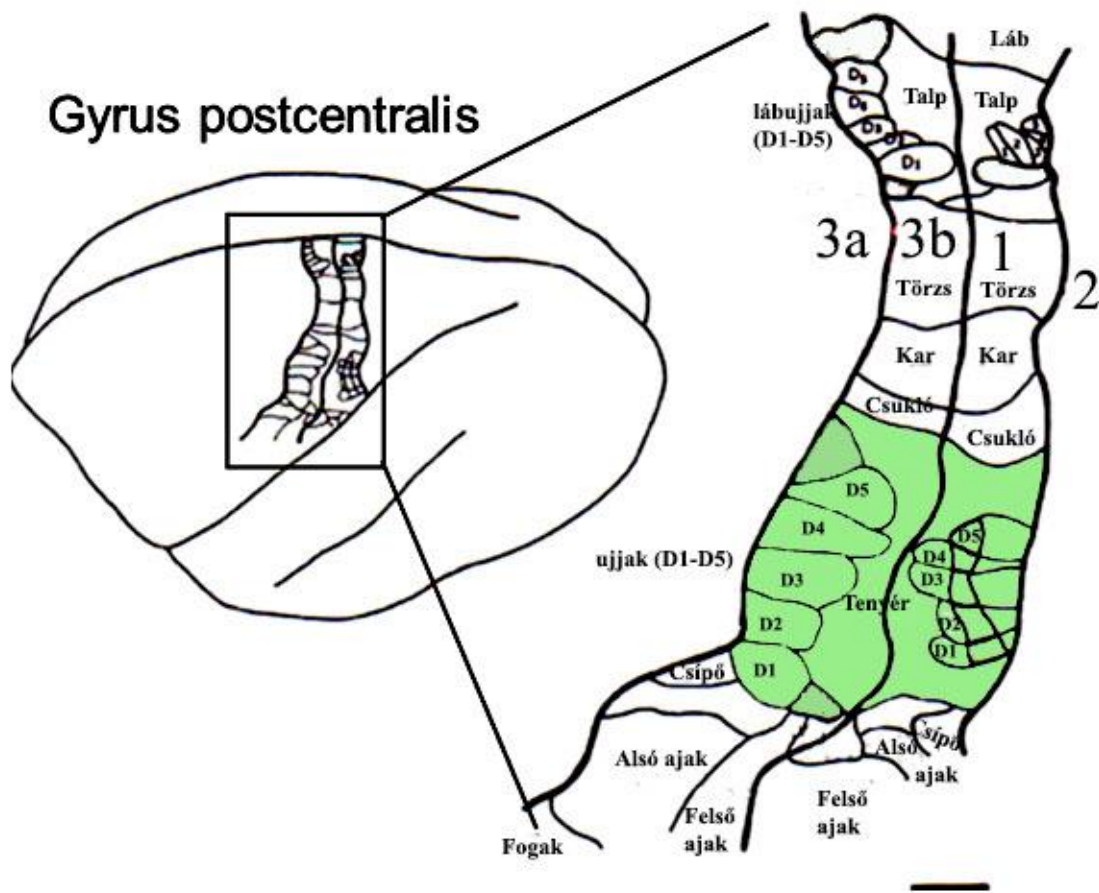 Gyrus postcentralis
Láb
Talp
Talp
lábujjak
(D1-D5)
D1
3a
3b
1
2
Törzs
Törzs
Kar
Kar
Csukló
Csukló
D5
D4
D3
D2
D1
ujjak (D1-D5)
Tenyér
D5
D4
D3
D2
D1
Csípő
Csípő
Alsó ajak
Alsó
ajak
Felső
ajak
Felső
ajak
Fogak